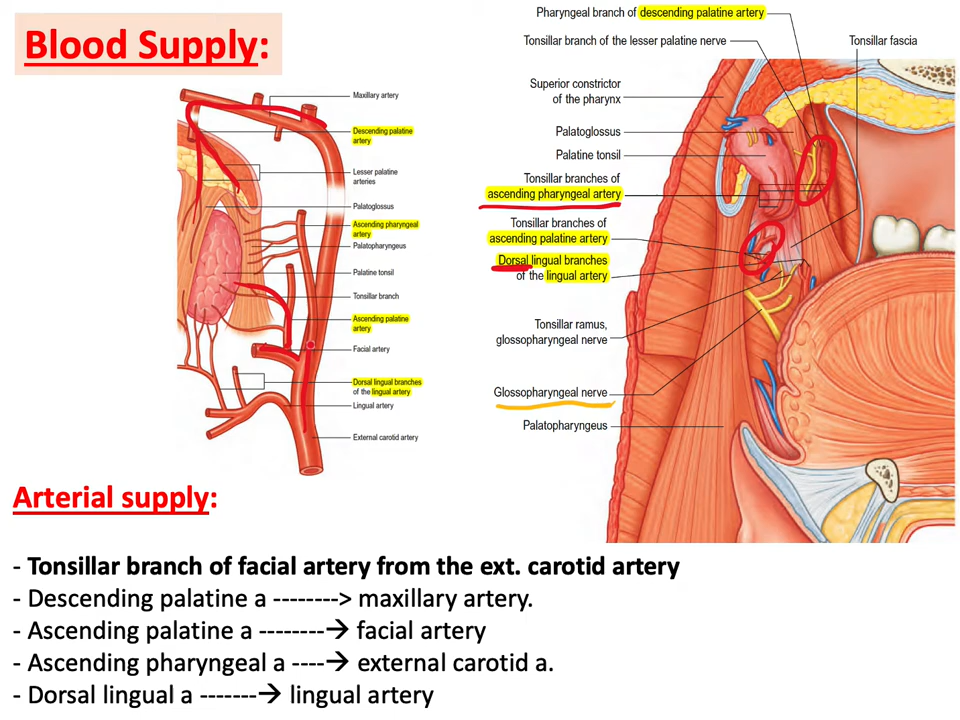 Blood Supply:
Maxillary artery
Descending palatine
artery
Lesser palatine
arteries
Palatoglossus
Ascending pharyngeal
artery
Palatopharyngeus
Palatine tonsil
Tonsillar branch
Ascending palatine
artery
Facial artery
Dorsal lingual branches
of the lingual artery
Lingual artery
External carotid artery
Pharyngeal branch of descending palatine artery
Tonsillar branch of the lesser palatine nerve
Tonsillar fascia
Superior constrictor
of the pharynx
Palatoglossus
Palatine tonsil
Tonsillar branches of
ascending pharyngeal artery
Tonsillar branches of
ascending palatine artery
Dorsal lingual branches
of the lingual artery
Tonsillar ramus,
glossopharyngeal nerve
Glossopharyngeal nerve
Palatopharyngeus
Arterial supply:
- Tonsillar branch of facial artery from the ext. carotid artery
- Descending palatine a --------> maxillary artery.
- Ascending palatine a --------→ facial artery
- Ascending pharyngeal a ----→ external carotid a.
- Dorsal lingual a -------→ lingual artery